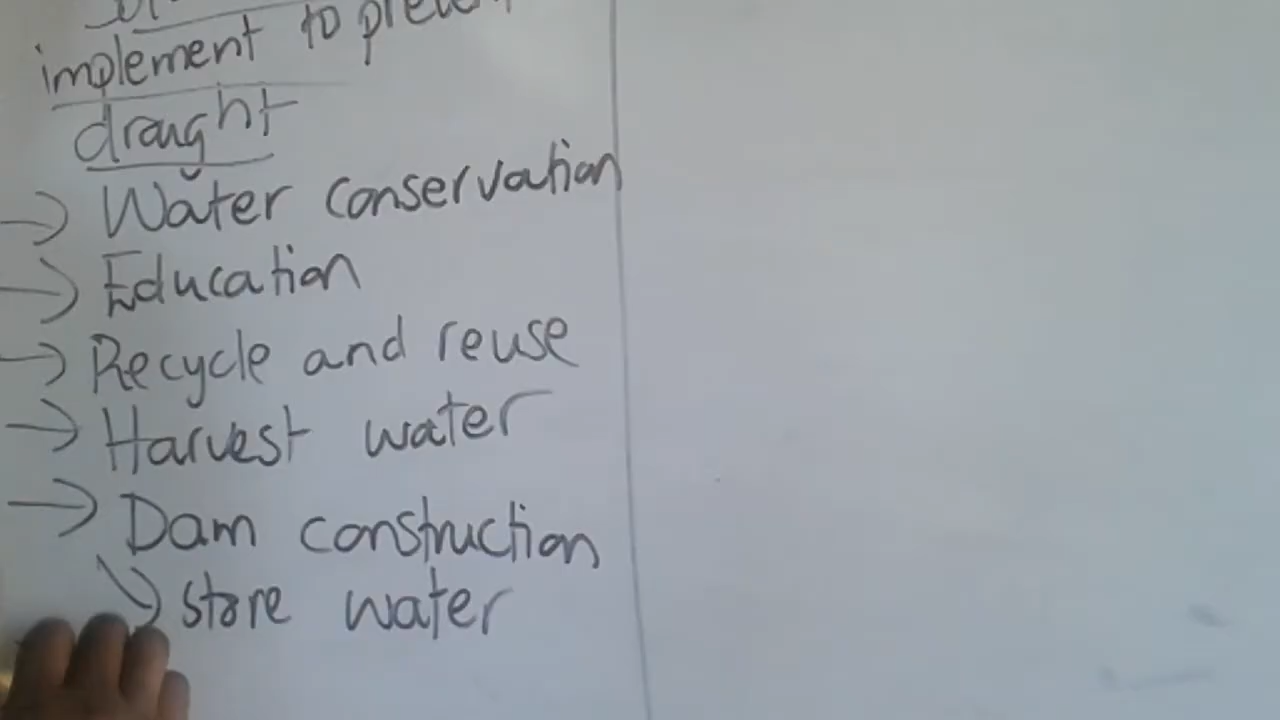 implement to
draught
→ Water conservation
→ Education
→ Recycle and reuse
→ Harvest water
→ Dam construction
↘ store water